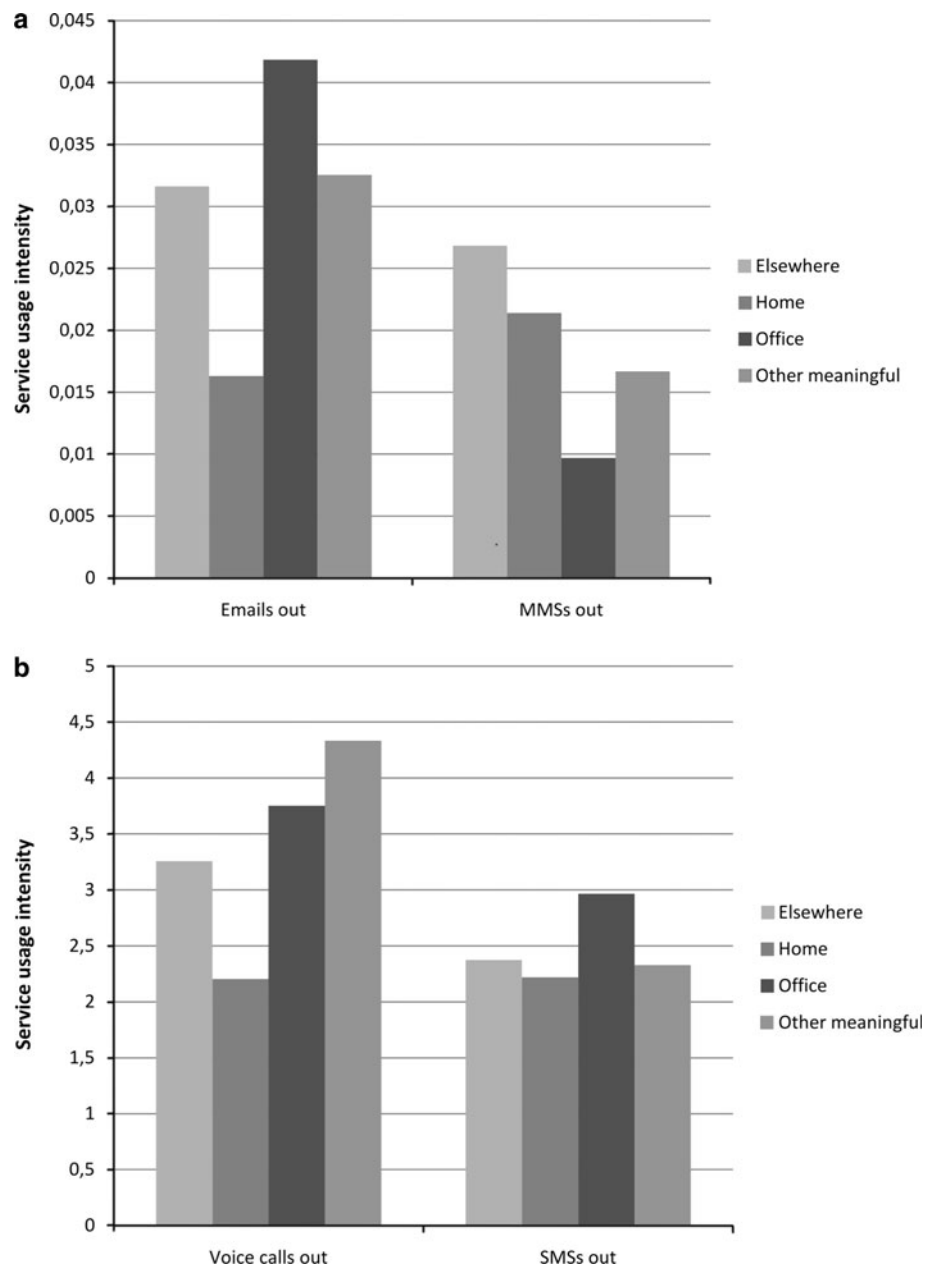 a
0,045
0,04
0,035
0,03
0,025
0,02
0,015
0,01
0,005
0
Service usage intensity
Emails out
MMSs out
Elsewhere
Home
Office
Other meaningful
b
5
4,5
4
3,5
3
2,5
2
1,5
1
0,5
0
Service usage intensity
Voice calls out
SMSs out
Elsewhere
Home
Office
Other meaningful